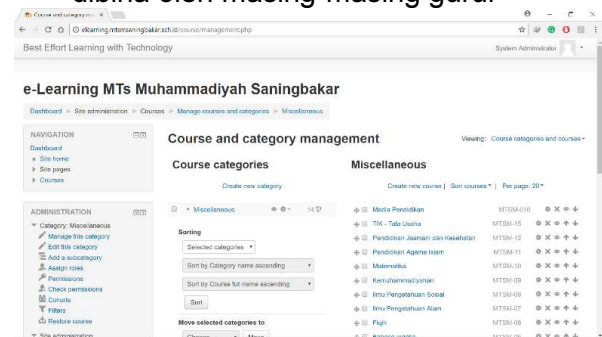 dibina oleh masing-masing guru.
Course and category m
elearning.mtsmsaningbakar.sch.id/course/management.php
Best Effort Learning with Technology
System Administrator
e-Learning MTs Muhammadiyah Saningbakar
Dashboard Site administration Courses Manage courses and categories Miscellaneous
NAVIGATION
Dashboard
Site home
Site pages
Courses
ADMINISTRATION
Category: Miscellaneous
Manage this category
Edit this category
Add a subcategory
Assign roles
Permissions
Check permissions
Cohorts
Filters
Restore course
Site administration
Course and category management
Viewing: Course categories and courses
Course categories
Create new category
Miscellaneous 14
Sorting
Selected categories
Sort by Category name ascending
Sort by Course full name ascending
Sort
Move selected categories to
Choose... Move
Miscellaneous
Create new course | Sort courses | Per page: 20
Media Pendidikan MTSM-016
TIK - Tata Usaha MTSM-15
Pendidikan Jasmani dan Kesehatan MTSM-12
Pendidikan Agama Islam MTSM-11
Matematika MTSM-10
Kemuhammadiyahan MTSM-09
Ilmu Pengetahuan Sosial MTSM-08
Ilmu Pengetahuan Alam MTSM-07
Fiqih MTSM-06